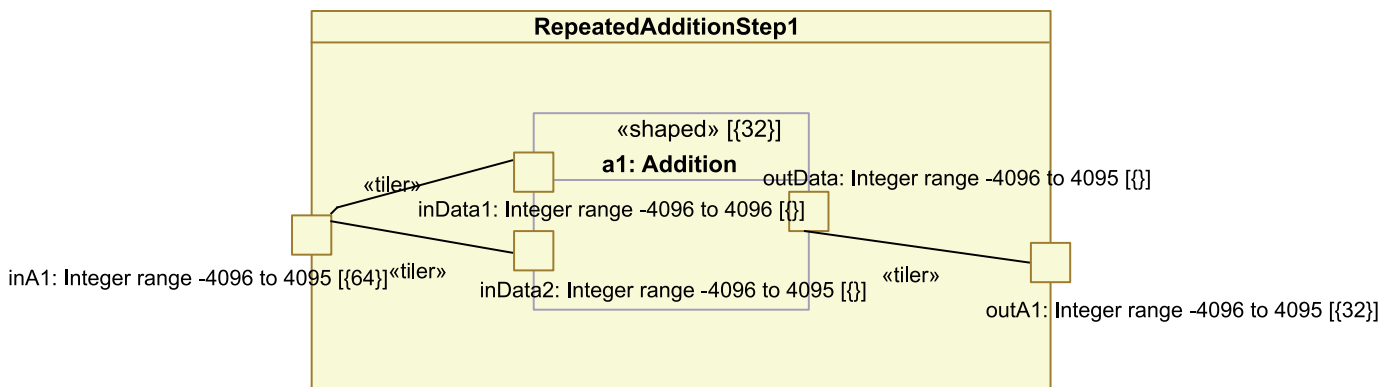 RepeatedAdditionStep1
«shaped» [{32}]
a1: Addition
«tiler»
outData: Integer range -4096 to 4095 [{}]
inData1: Integer range -4096 to 4096 [{}]
inA1: Integer range -4096 to 4095 [{64}]
«tiler»
inData2: Integer range -4096 to 4095 [{}]
«tiler»
outA1: Integer range -4096 to 4095 [{32}]